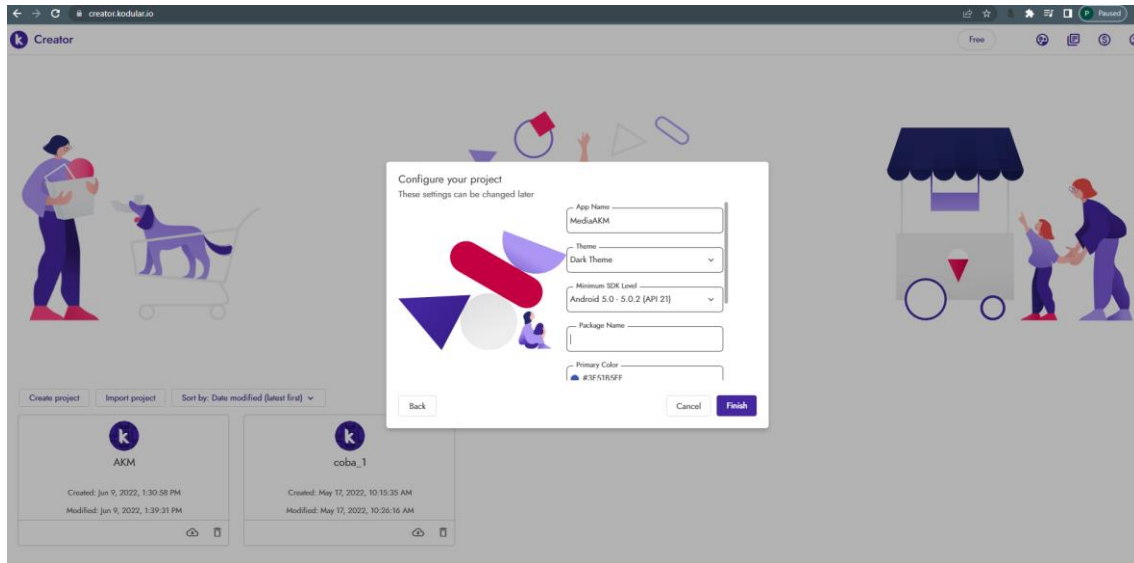 creator.kodular.io
P Paused
k Creator
Free
Configure your project
These settings can be changed later
App Name
MediaAKM
Theme
Dark Theme
Minimum SDK Level
Android 5.0 - 5.0.2 (API 21)
Package Name
Primary Color
#3F51B5FF
Back
Cancel
Finish
Create project
Import project
Sort by: Date modified (latest first)
k
AKM
Created: Jun 9, 2022, 1:30:58 PM
Modified: Jun 9, 2022, 1:39:31 PM
k
coba_1
Created: May 17, 2022, 10:15:35 AM
Modified: May 17, 2022, 10:26:16 AM